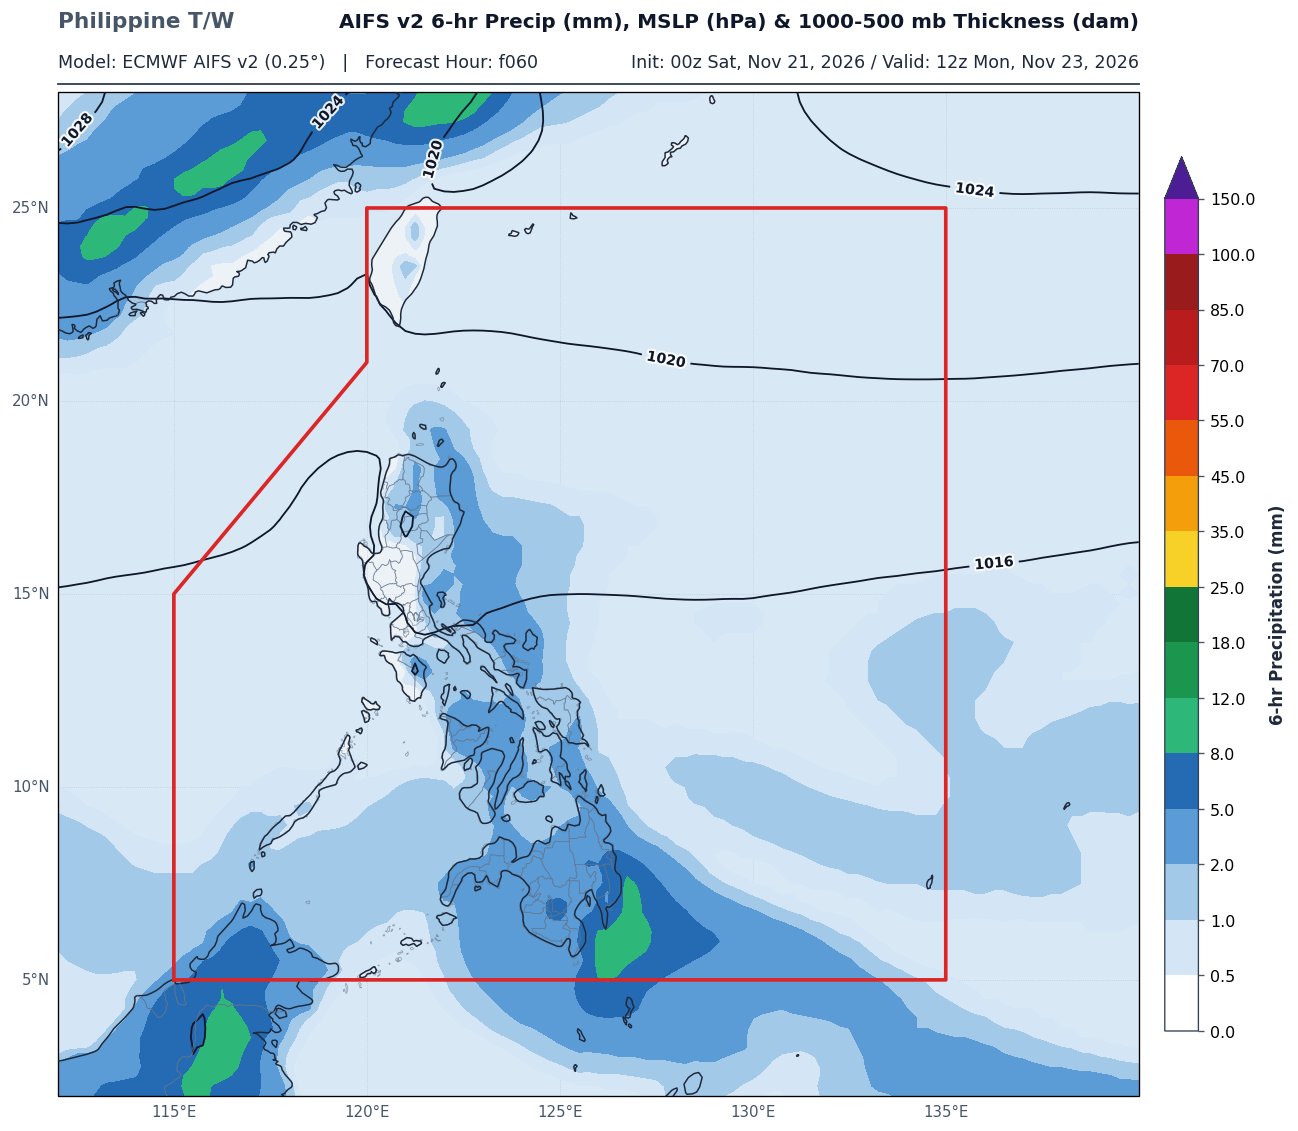 Philippine T/W
AIFS v2 6-hr Precip (mm), MSLP (hPa) & 1000-500 mb Thickness (dam)
Model: ECMWF AIFS v2 (0.25°) | Forecast Hour: f060
Init: 00z Sat, Nov 21, 2026 / Valid: 12z Mon, Nov 23, 2026
1028
1024
1020
1024
1020
1016
25°N
20°N
15°N
10°N
5°N
115°E
120°E
125°E
130°E
135°E
150.0
100.0
85.0
70.0
55.0
45.0
35.0
25.0
18.0
12.0
8.0
5.0
2.0
1.0
0.5
0.0
6-hr Precipitation (mm)